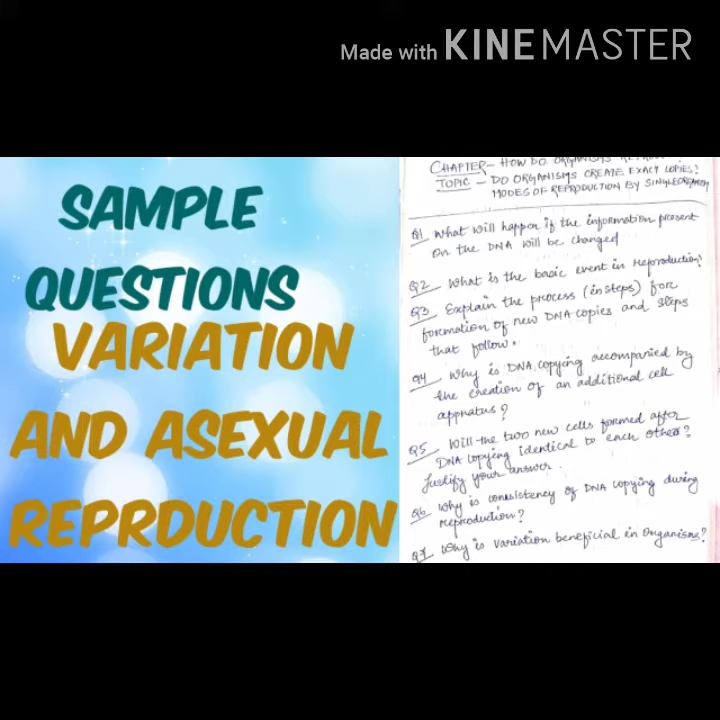 Made with KINEMASTER
SAMPLE
QUESTIONS
VARIATION
AND ASEXUAL
REPRDUCTION
CHAPTER - HOW DO ORGANISMS REPRODUCE?
TOPIC - DO ORGANISMS CREATE EXACT COPIES?
MODES OF REPRODUCTION BY SINGLE ORGANISM
Q1 What will happen if the information present
on the DNA will be changed
Q2 What is the basic event in reproduction?
Q3 Explain the process (in steps) for
formation of new DNA copies and steps
that follow.
Q4 Why is DNA copying accompanied by
the creation of an additional cell
appratus?
Q5 Will the two new cells formed after
DNA copying identical to each other?
Justify your answer.
Q6 Why is consistency of DNA copying during
reproduction?
Q7 Why is variation beneficial in organisms?